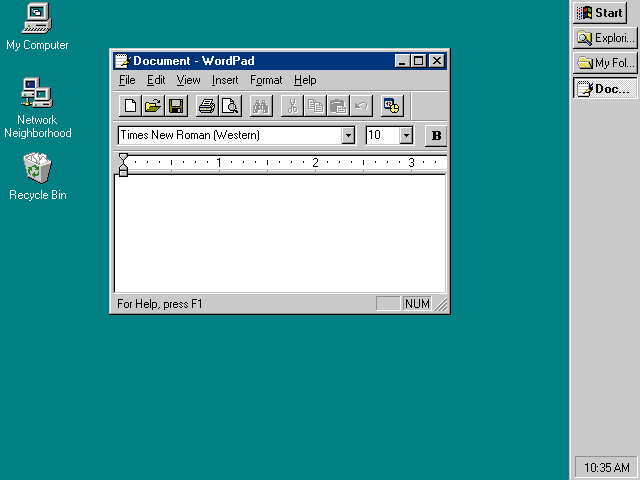 My Computer
Network
Neighborhood
Recycle Bin
Document - WordPad
File Edit View Insert Format Help
Times New Roman (Western) 10 B
1 2 3
For Help, press F1 NUM
Start
Explori...
My Fol...
Doc...
10:35 AM